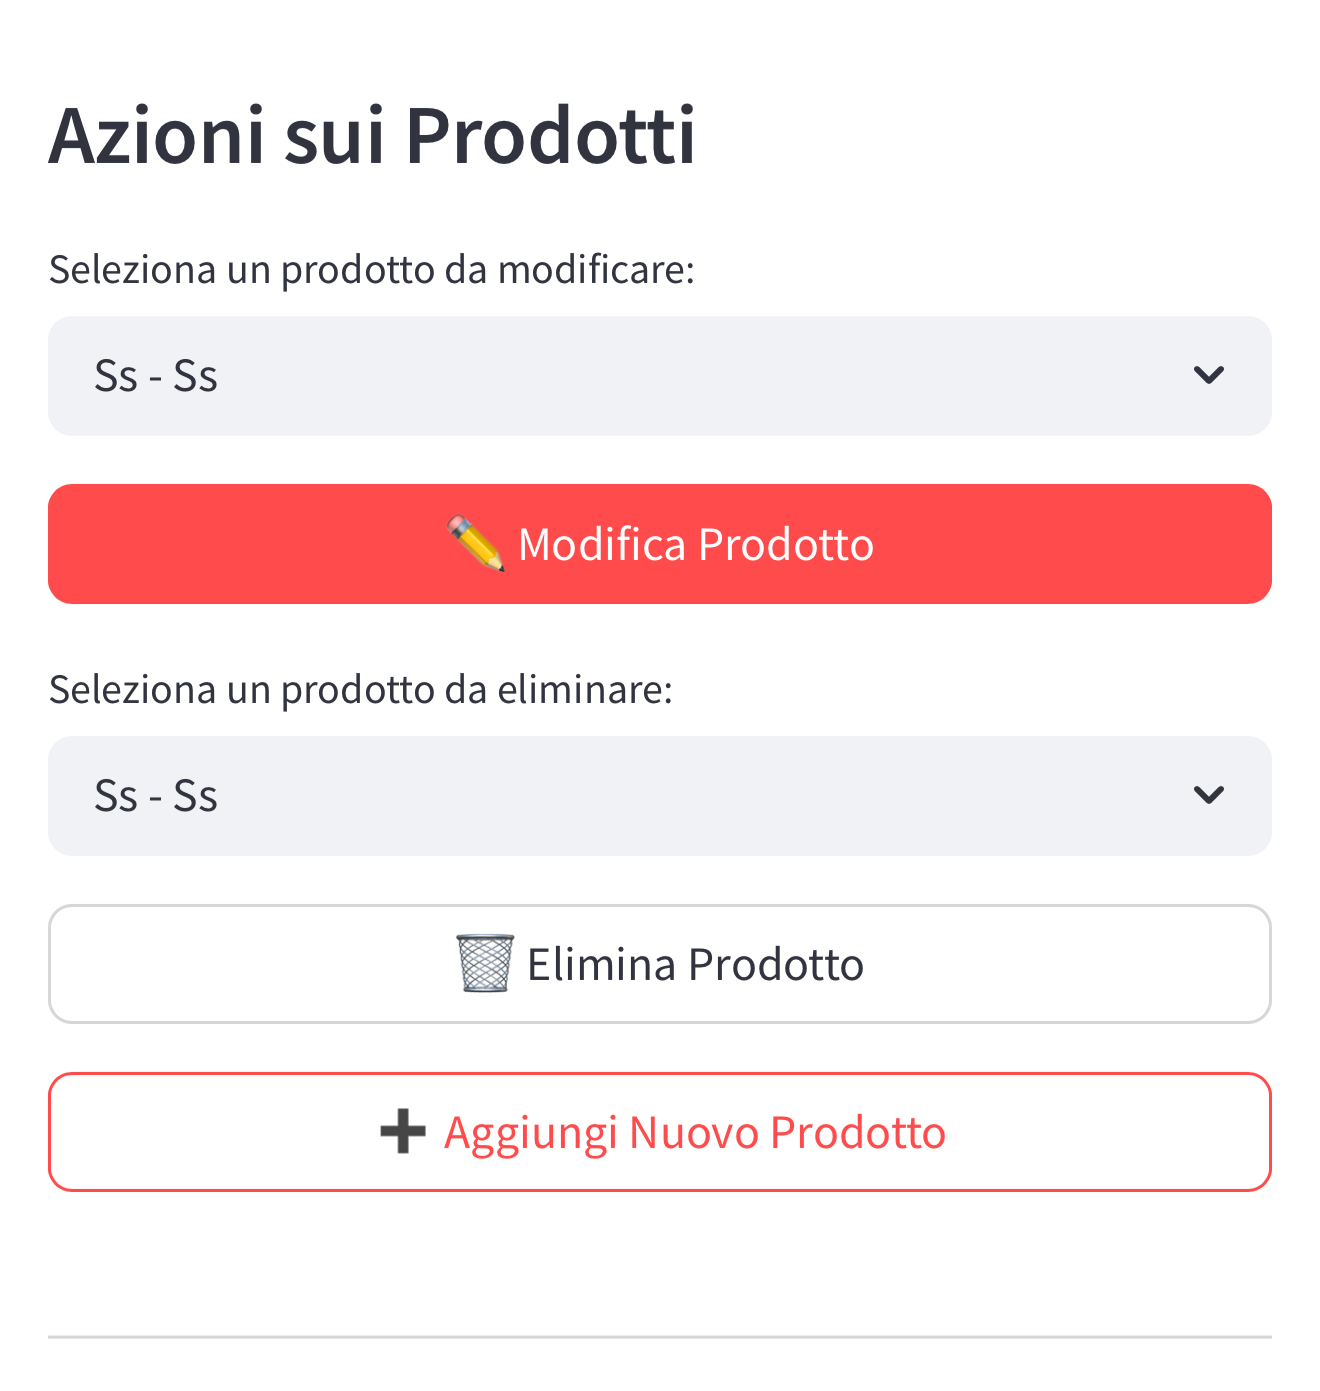 Azioni sui Prodotti
Seleziona un prodotto da modificare:
Ss - Ss
✏️ Modifica Prodotto
Seleziona un prodotto da eliminare:
Ss - Ss
🗑️ Elimina Prodotto
➕ Aggiungi Nuovo Prodotto